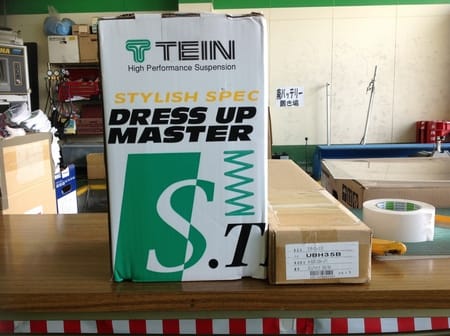 TEIN
High Performance Suspension
STYLISH SPEC
DRESS UP
MASTER
S.T
廃バッテリー
置き場
UBH35B